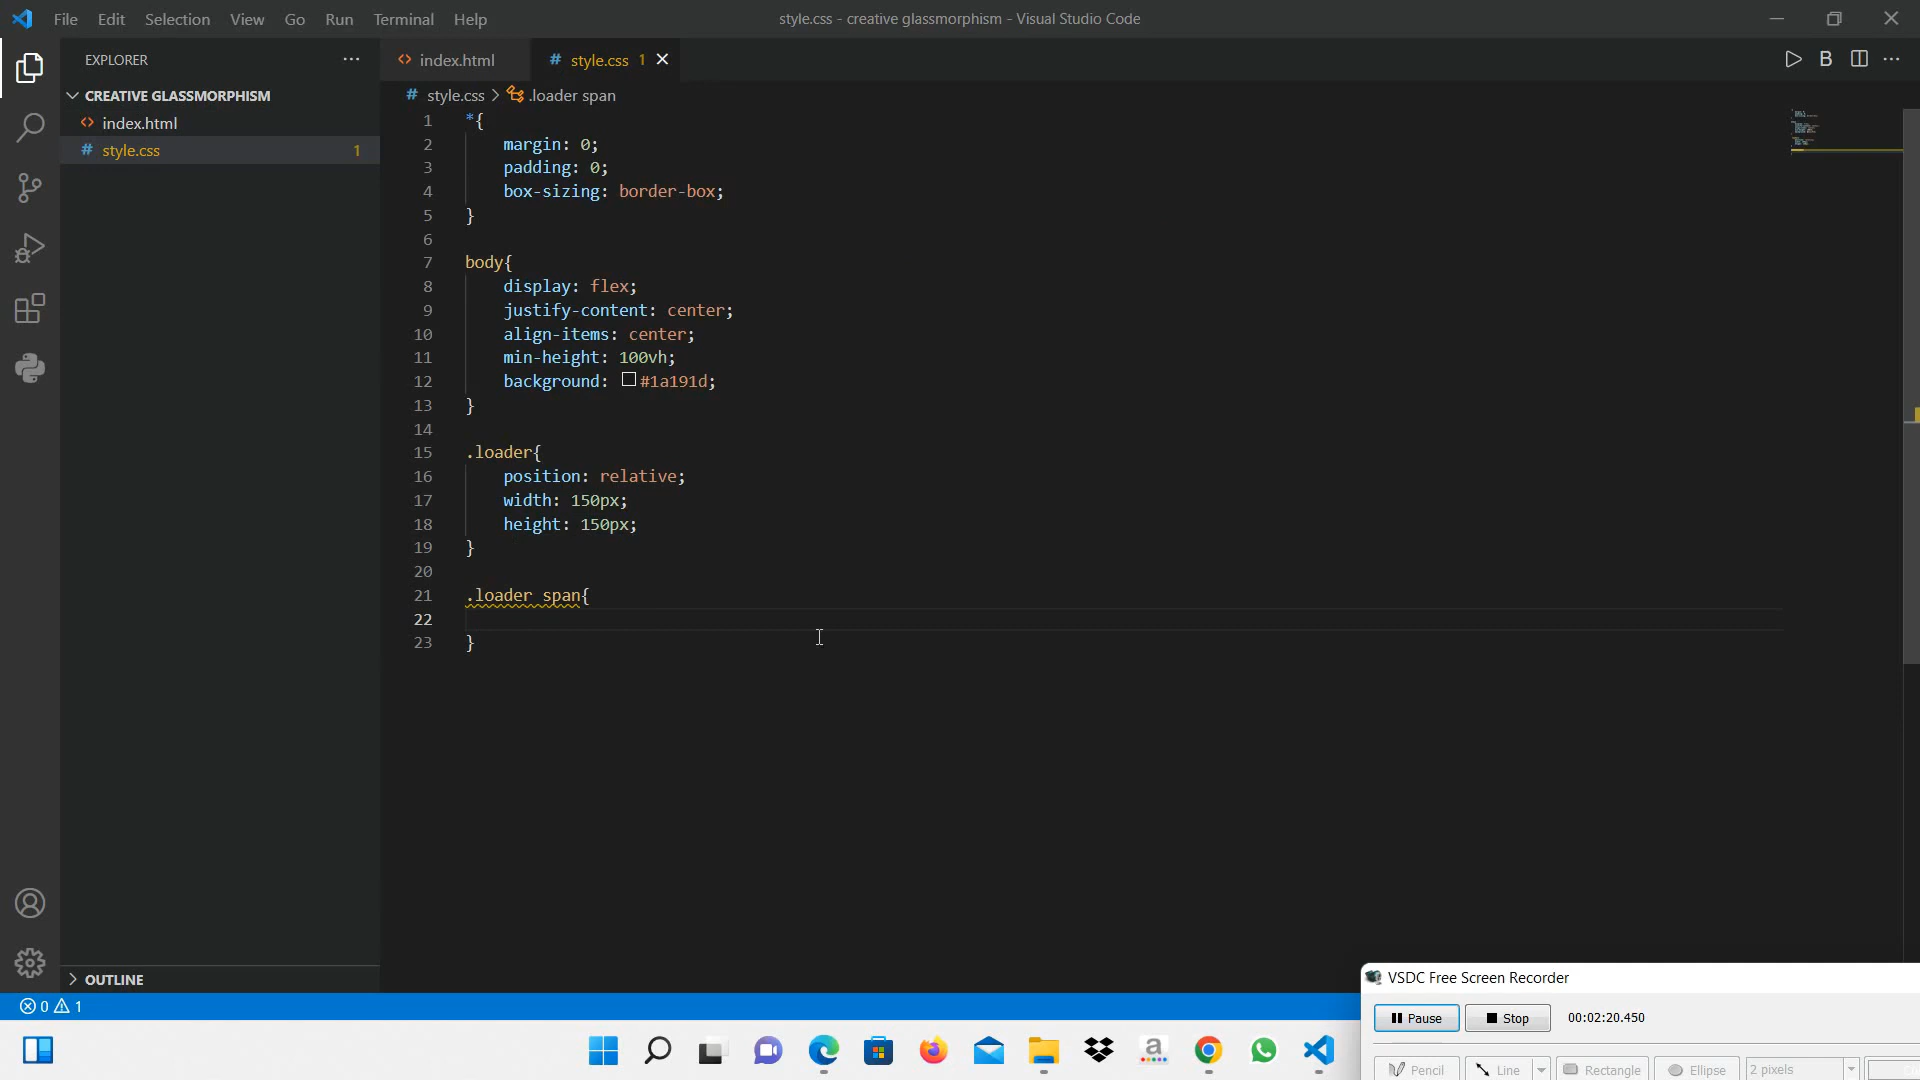 File Edit Selection View Go Run Terminal Help
style.css - creative glassmorphism - Visual Studio Code
EXPLORER
index.html
# style.css 1
B
CREATIVE GLASSMORPHISM
# style.css > .loader span
index.html
# style.css 1
1 *{
2 margin: 0;
3 padding: 0;
4 box-sizing: border-box;
5 }
6
7 body{
8 display: flex;
9 justify-content: center;
10 align-items: center;
11 min-height: 100vh;
12 background: #1a191d;
13 }
14
15 .loader{
16 position: relative;
17 width: 150px;
18 height: 150px;
19 }
20
21 .loader span{
22
23 }
OUTLINE
0 1
VSDC Free Screen Recorder
Pause Stop 00:02:20.450
Pencil Line Rectangle Ellipse 2 pixels
a